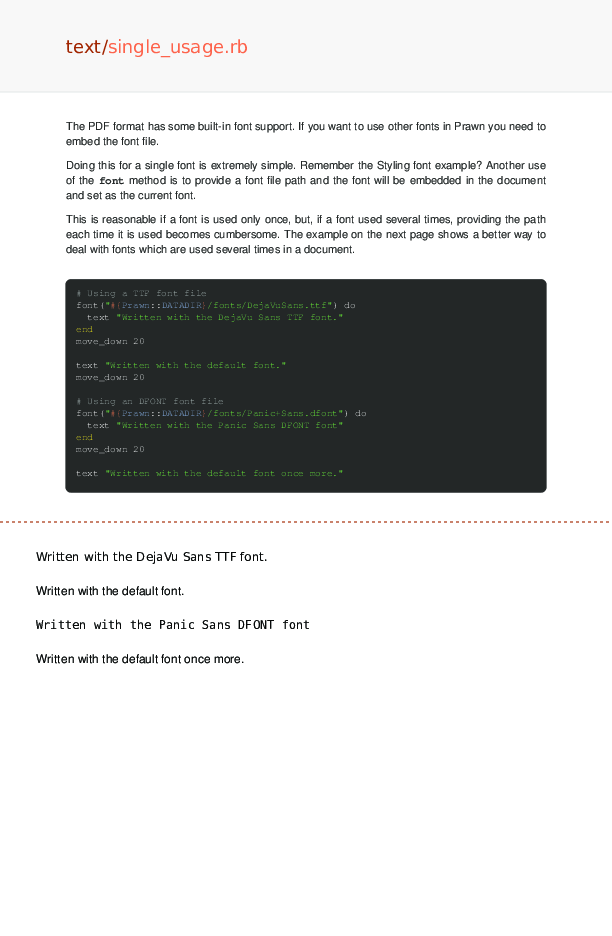 text/single_usage.rb
The PDF format has some built-in font support. If you want to use other fonts in Prawn you need to
embed the font file.
Doing this for a single font is extremely simple. Remember the Styling font example? Another use
of the font method is to provide a font file path and the font will be embedded in the document
and set as the current font.
This is reasonable if a font is used only once, but, if a font used several times, providing the path
each time it is used becomes cumbersome. The example on the next page shows a better way to
deal with fonts which are used several times in a document.
# Using a TTF font file
font("#{Prawn::DATADIR}/fonts/DejaVuSans.ttf") do
  text "Written with the DejaVu Sans TTF font."
end
move_down 20
text "Written with the default font."
move_down 20
# Using an DFONT font file
font("#{Prawn::DATADIR}/fonts/Panic+Sans.dfont") do
  text "Written with the Panic Sans DFONT font"
end
move_down 20
text "Written with the default font once more."
Written with the DejaVu Sans TTF font.
Written with the default font.
Written with the Panic Sans DFONT font
Written with the default font once more.